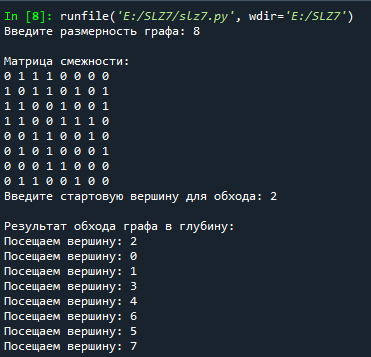 In [8]: runfile('E:/SLZ7/slz7.py', wdir='E:/SLZ7')
Введите размерность графа: 8
Матрица смежности:
0 1 1 1 0 0 0 0
1 0 1 1 0 1 0 1
1 1 0 0 1 0 0 1
1 1 0 0 1 1 1 0
0 0 1 1 0 0 1 0
0 1 0 1 0 0 0 1
0 0 0 1 1 0 0 0
0 1 1 0 0 1 0 0
Введите стартовую вершину для обхода: 2
Результат обхода графа в глубину:
Посещаем вершину: 2
Посещаем вершину: 0
Посещаем вершину: 1
Посещаем вершину: 3
Посещаем вершину: 4
Посещаем вершину: 6
Посещаем вершину: 5
Посещаем вершину: 7